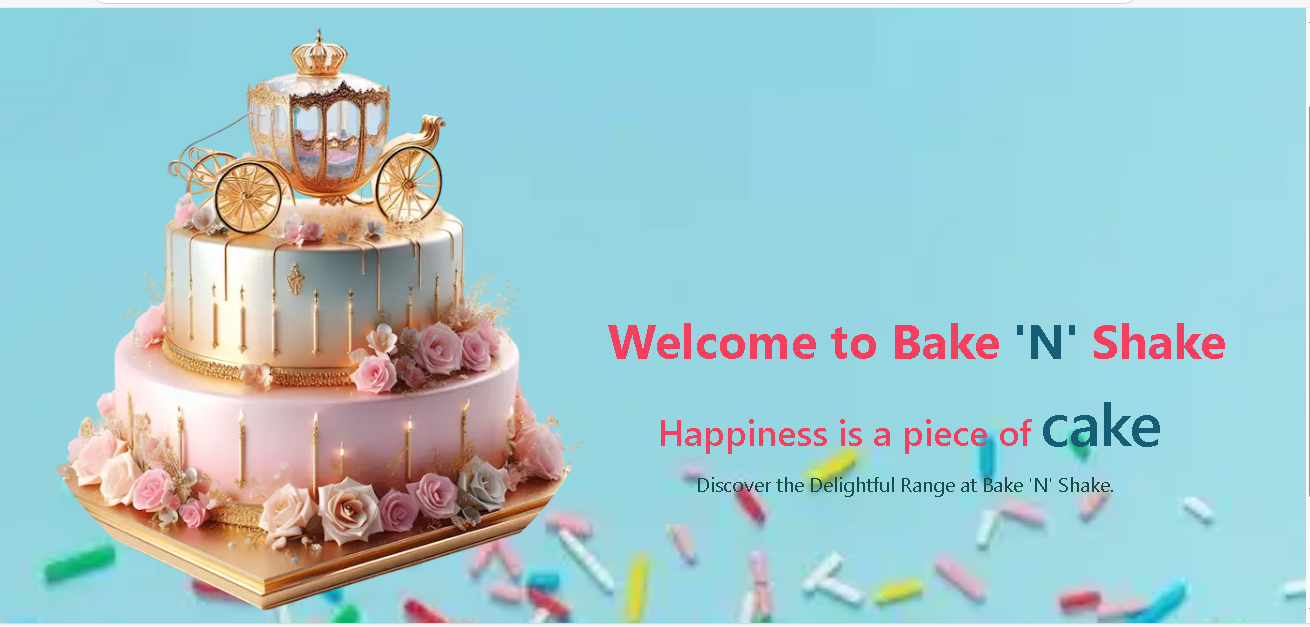 Welcome to Bake 'N' Shake
Happiness is a piece of cake
Discover the Delightful Range at Bake 'N' Shake.